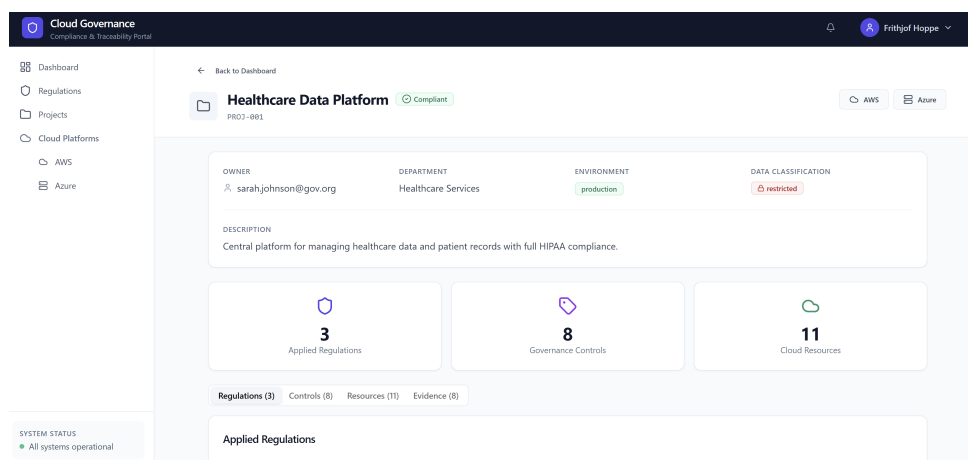 Cloud Governance
Compliance & Traceability Portal
Frithjof Hoppe
Dashboard
Regulations
Projects
Cloud Platforms
AWS
Azure
SYSTEM STATUS
All systems operational
Back to Dashboard
Healthcare Data Platform
Compliant
PROJ-001
AWS
Azure
OWNER
sarah.johnson@gov.org
DEPARTMENT
Healthcare Services
ENVIRONMENT
production
DATA CLASSIFICATION
restricted
DESCRIPTION
Central platform for managing healthcare data and patient records with full HIPAA compliance.
3
Applied Regulations
8
Governance Controls
11
Cloud Resources
Regulations (3)
Controls (8)
Resources (11)
Evidence (8)
Applied Regulations